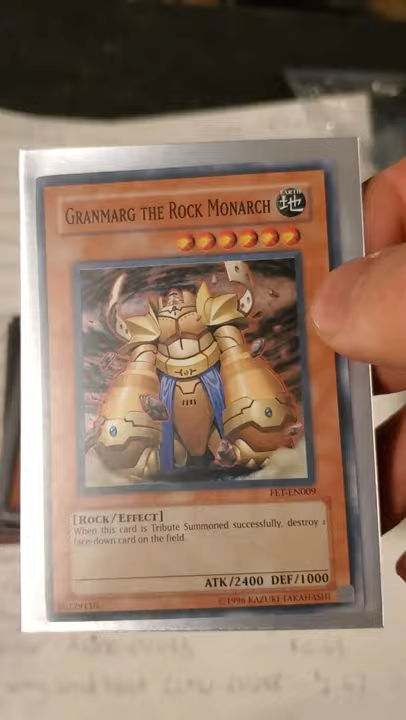 GRANMARG THE ROCK MONARCH
EARTH
地
FET-EN009
[ROCK/EFFECT]
When this card is Tribute Summoned successfully, destroy 1
face-down card on the field.
ATK/2400 DEF/1000
©1996 KAZUKI TAKAHASHI